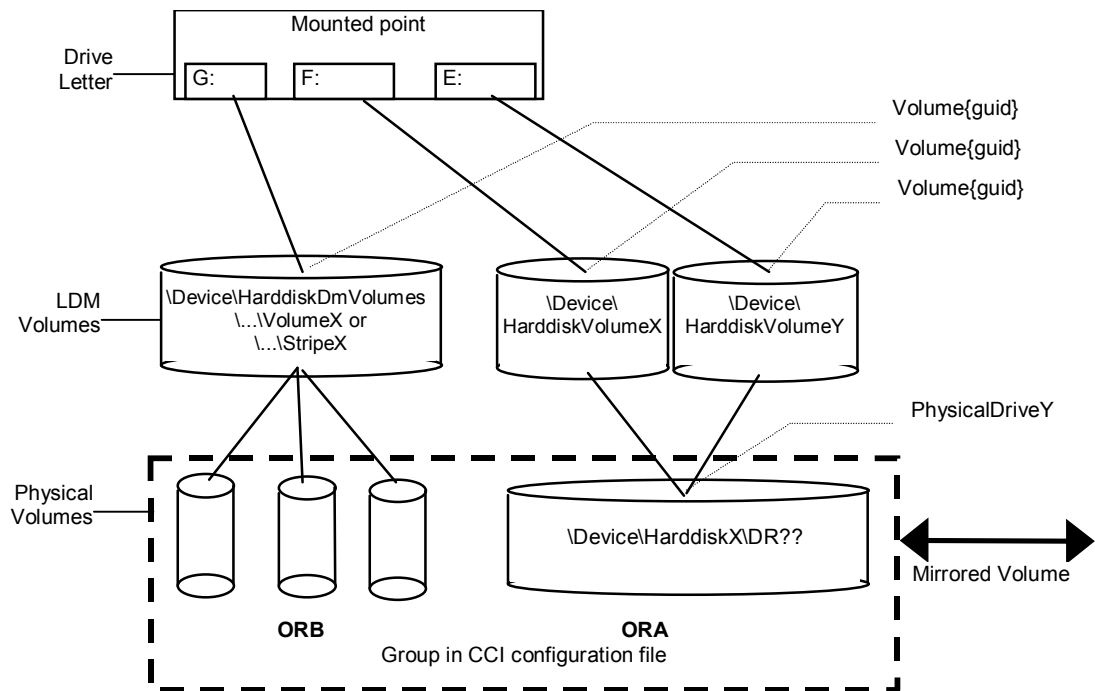 Mounted point
Drive
Letter
G:
F:
E:
Volume{guid}
Volume{guid}
Volume{guid}
LDM
Volumes
\Device\HarddiskDmVolumes
\...\VolumeX or
\...\StripeX
\Device\
HarddiskVolumeX
\Device\
HarddiskVolumeY
PhysicalDriveY
Physical
Volumes
\Device\HarddiskX\DR??
Mirrored Volume
ORB
ORA
Group in CCI configuration file